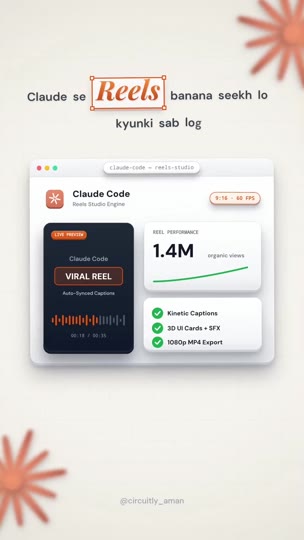 Claude se Reels banana seekh lo
kyunki sab log
claude-code — reels-studio
Claude Code
Reels Studio Engine
9:16 · 60 FPS
LIVE PREVIEW
Claude Code
VIRAL REEL
Auto-Synced Captions
00:18 / 00:35
REEL PERFORMANCE
1.4M organic views
Kinetic Captions
3D UI Cards + SFX
1080p MP4 Export
@circuitly_aman